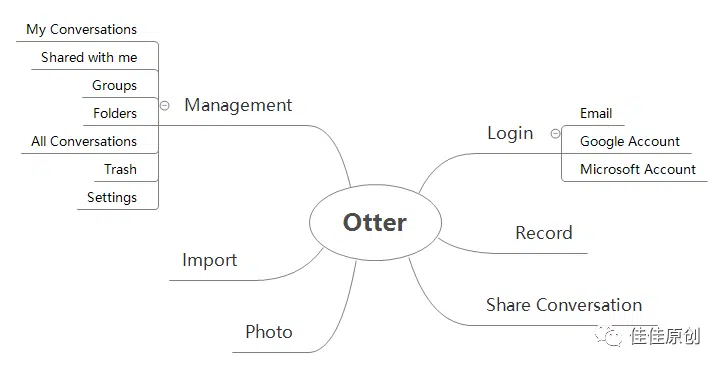 My Conversations
Shared with me
Groups
Folders
All Conversations
Trash
Settings
Management
Login
Email
Google Account
Microsoft Account
Otter
Record
Import
Share Conversation
Photo
佳佳原创